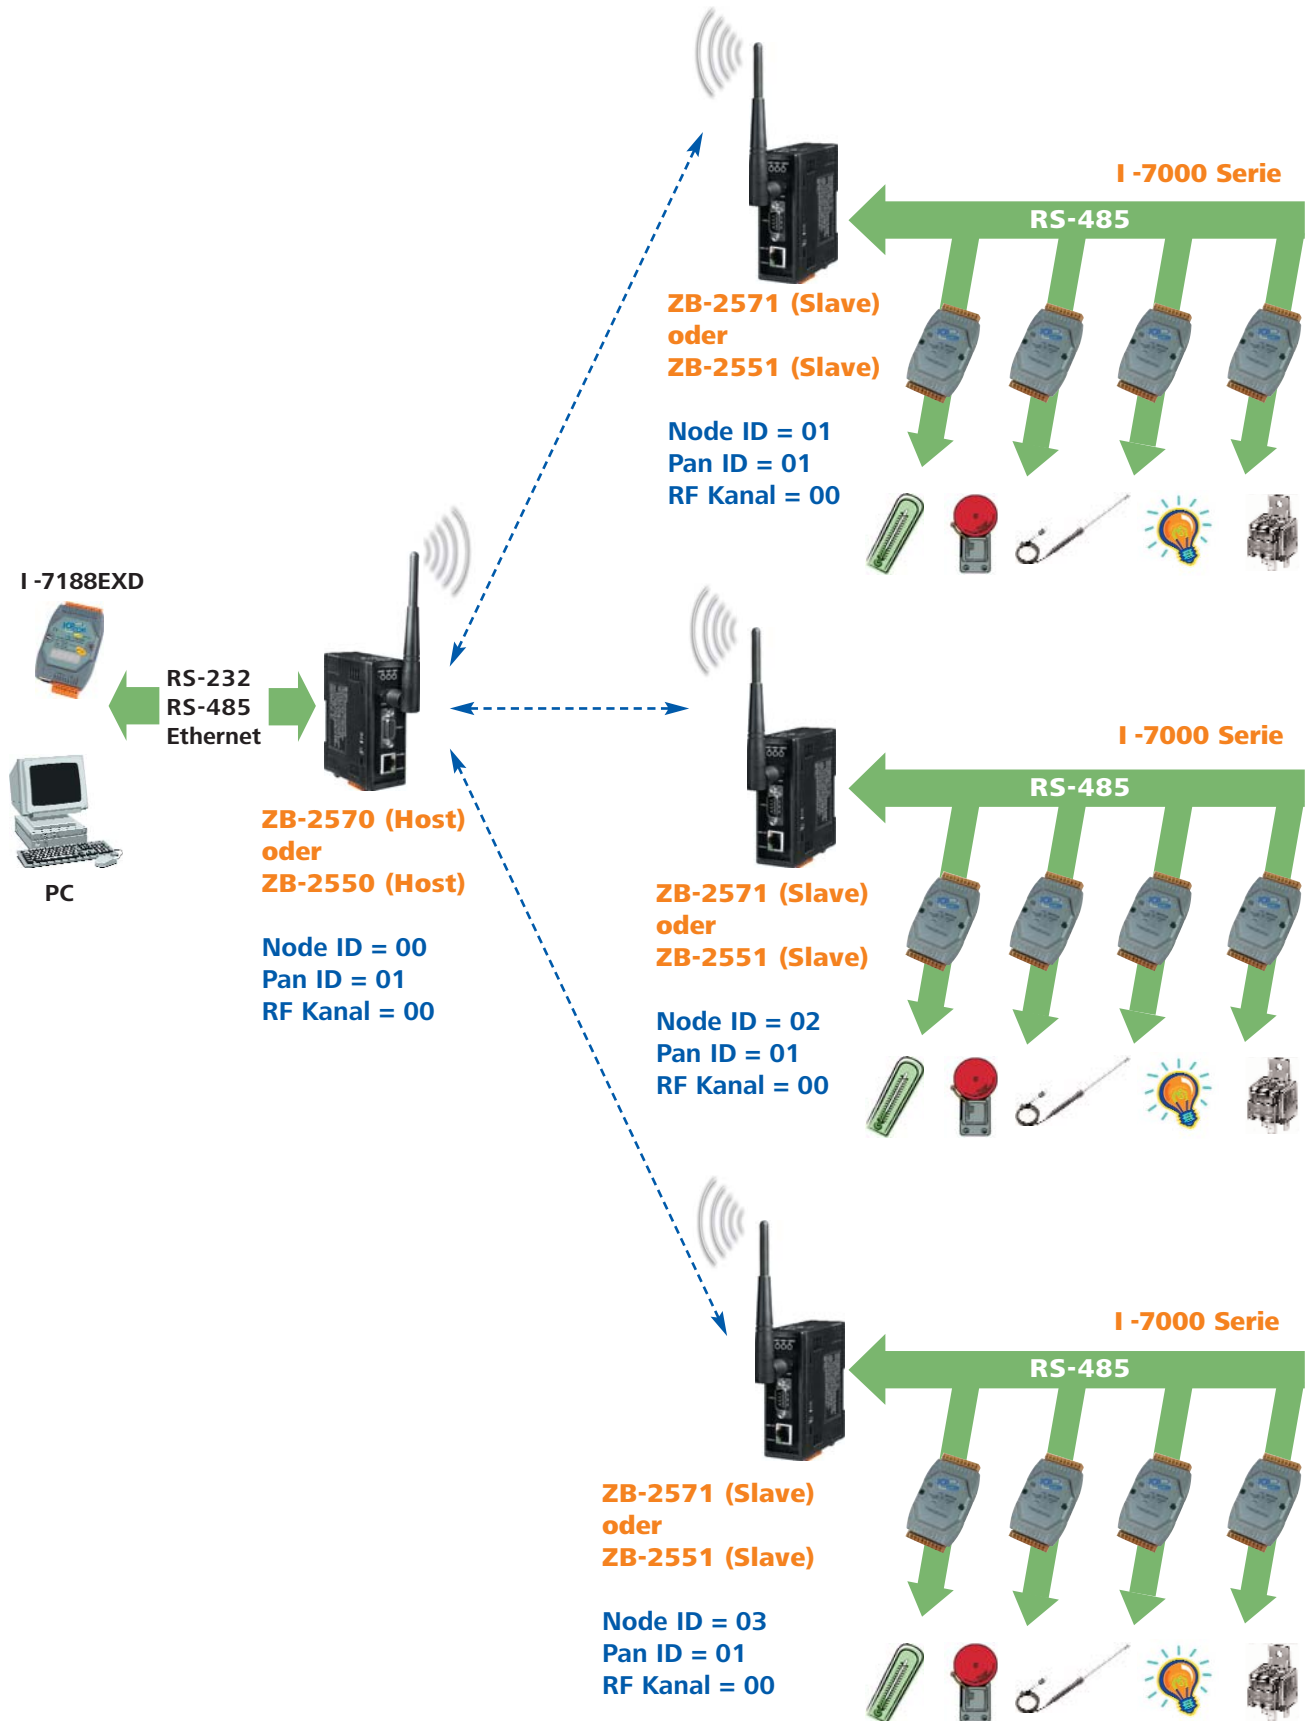 I -7000 Serie
RS-485
ZB-2571 (Slave)
oder
ZB-2551 (Slave)
Node ID = 01
Pan ID = 01
RF Kanal = 00
I -7188EXD
RS-232
RS-485
Ethernet
PC
ZB-2570 (Host)
oder
ZB-2550 (Host)
Node ID = 00
Pan ID = 01
RF Kanal = 00
I -7000 Serie
RS-485
ZB-2571 (Slave)
oder
ZB-2551 (Slave)
Node ID = 02
Pan ID = 01
RF Kanal = 00
I -7000 Serie
RS-485
ZB-2571 (Slave)
oder
ZB-2551 (Slave)
Node ID = 03
Pan ID = 01
RF Kanal = 00